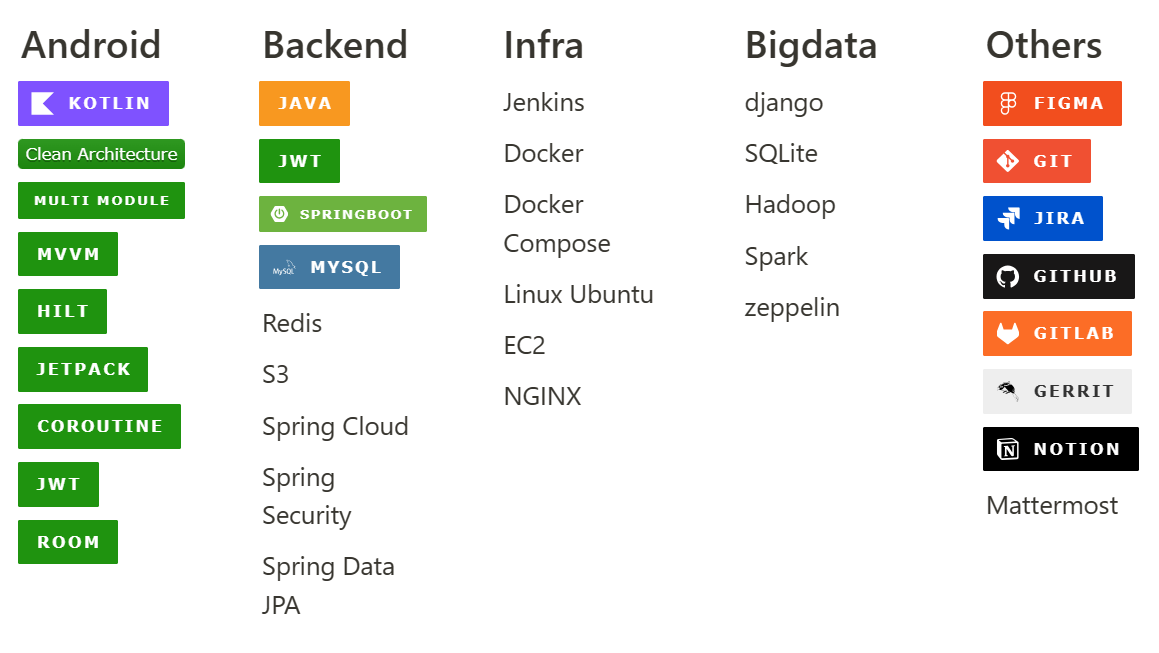 Android
KOTLIN
Clean Architecture
MULTI MODULE
MVVM
HILT
JETPACK
COROUTINE
JWT
ROOM
Backend
JAVA
JWT
SPRINGBOOT
MySQL MYSQL
Redis
S3
Spring Cloud
Spring
Security
Spring Data
JPA
Infra
Jenkins
Docker
Docker
Compose
Linux Ubuntu
EC2
NGINX
Bigdata
django
SQLite
Hadoop
Spark
zeppelin
Others
FIGMA
GIT
JIRA
GITHUB
GITLAB
GERRIT
N NOTION
Mattermost